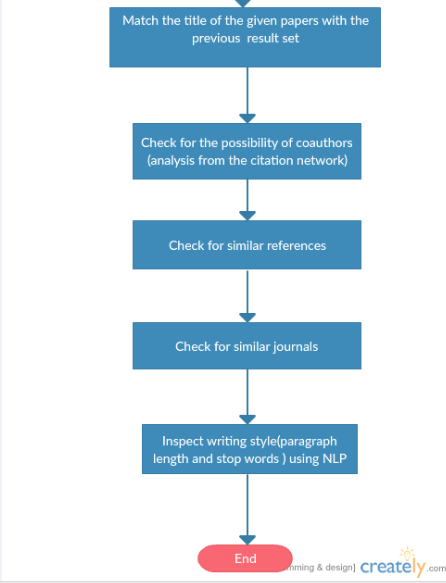 Match the title of the given papers with the
previous result set
Check for the possibility of coauthors
(analysis from the citation network)
Check for similar references
Check for similar journals
Inspect writing style(paragraph
length and stop words ) using NLP
End
& design]
creately.com